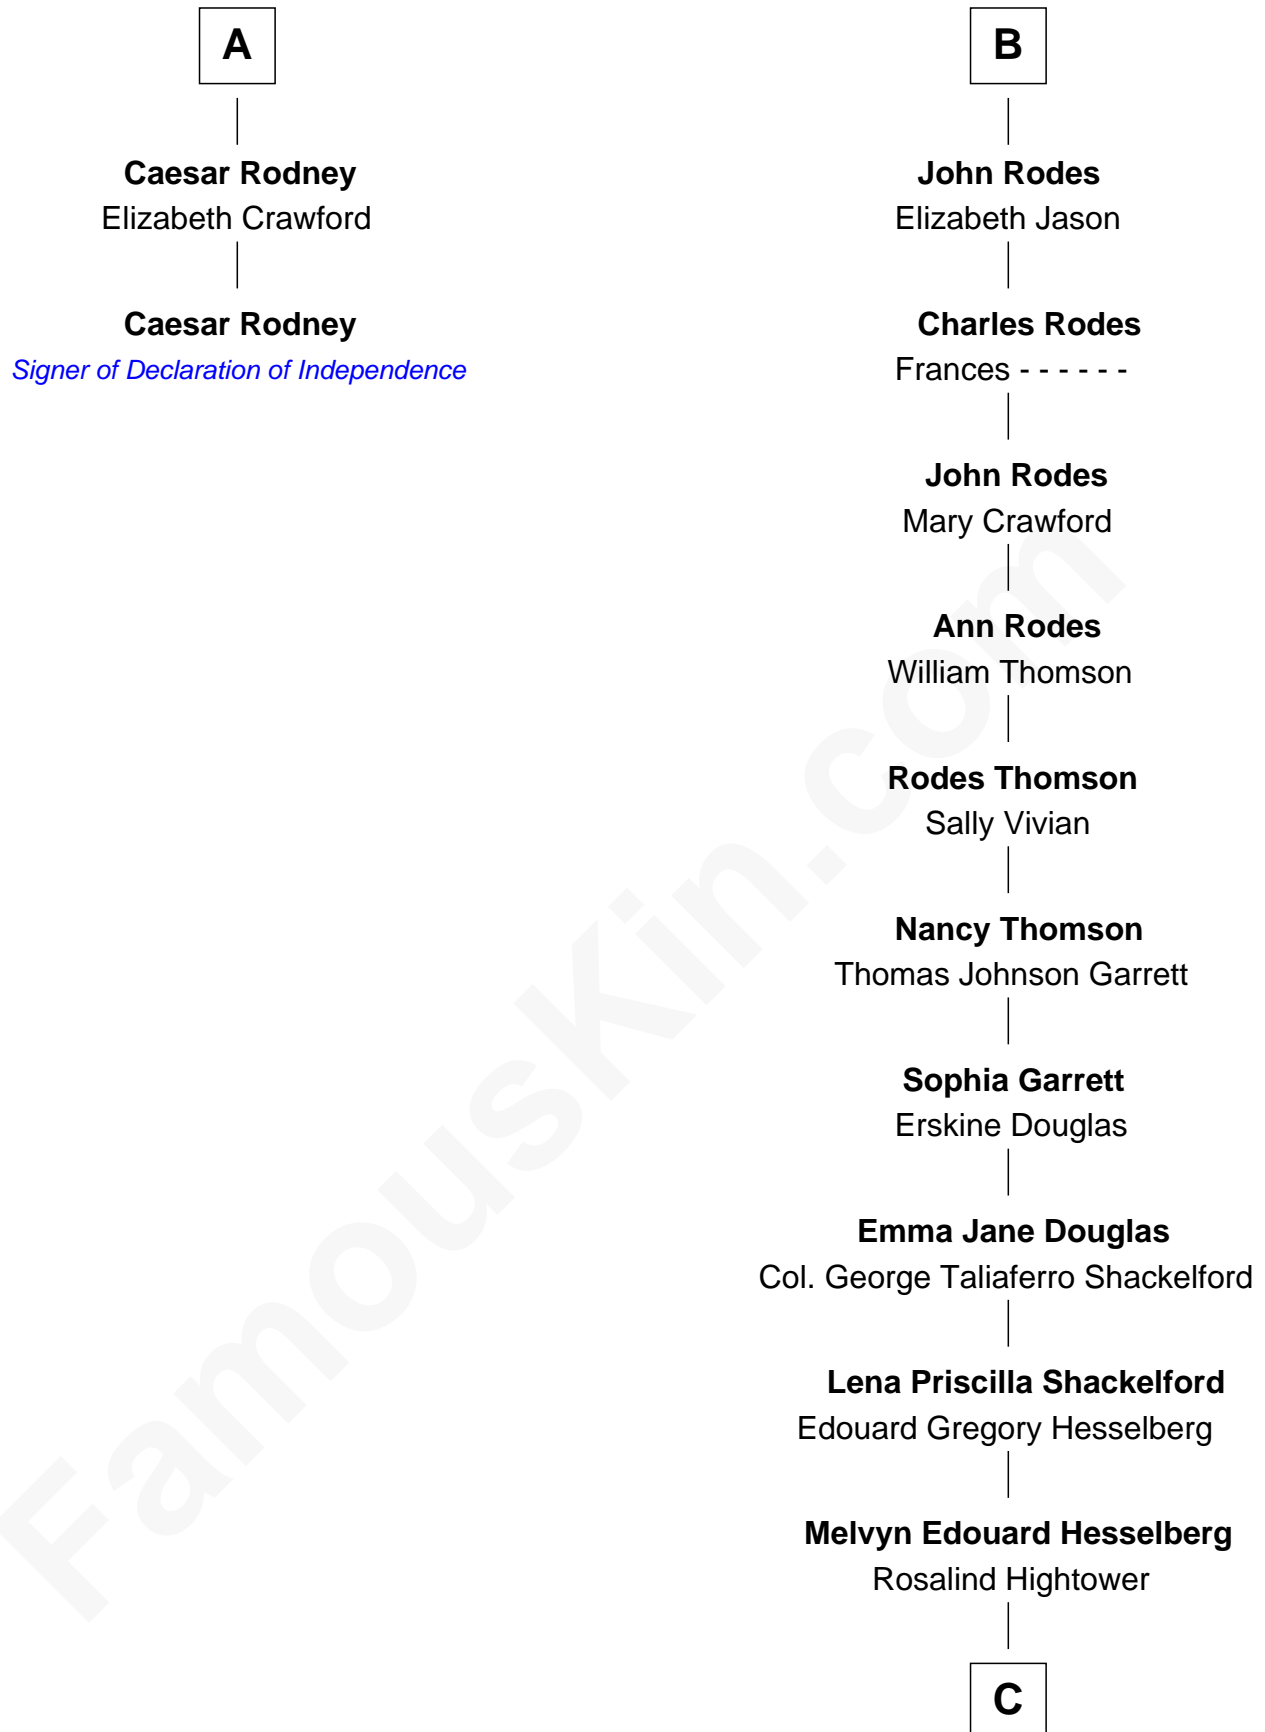 A
Caesar Rodney
Elizabeth Crawford
Caesar Rodney
Signer of Declaration of Independence
B
John Rodes
Elizabeth Jason
Charles Rodes
Frances - - - - - -
John Rodes
Mary Crawford
Ann Rodes
William Thomson
Rodes Thomson
Sally Vivian
Nancy Thomson
Thomas Johnson Garrett
Sophia Garrett
Erskine Douglas
Emma Jane Douglas
Col. George Taliaferro Shackelford
Lena Priscilla Shackelford
Edouard Gregory Hesselberg
Melvyn Edouard Hesselberg
Rosalind Hightower
C
FamousKin.com